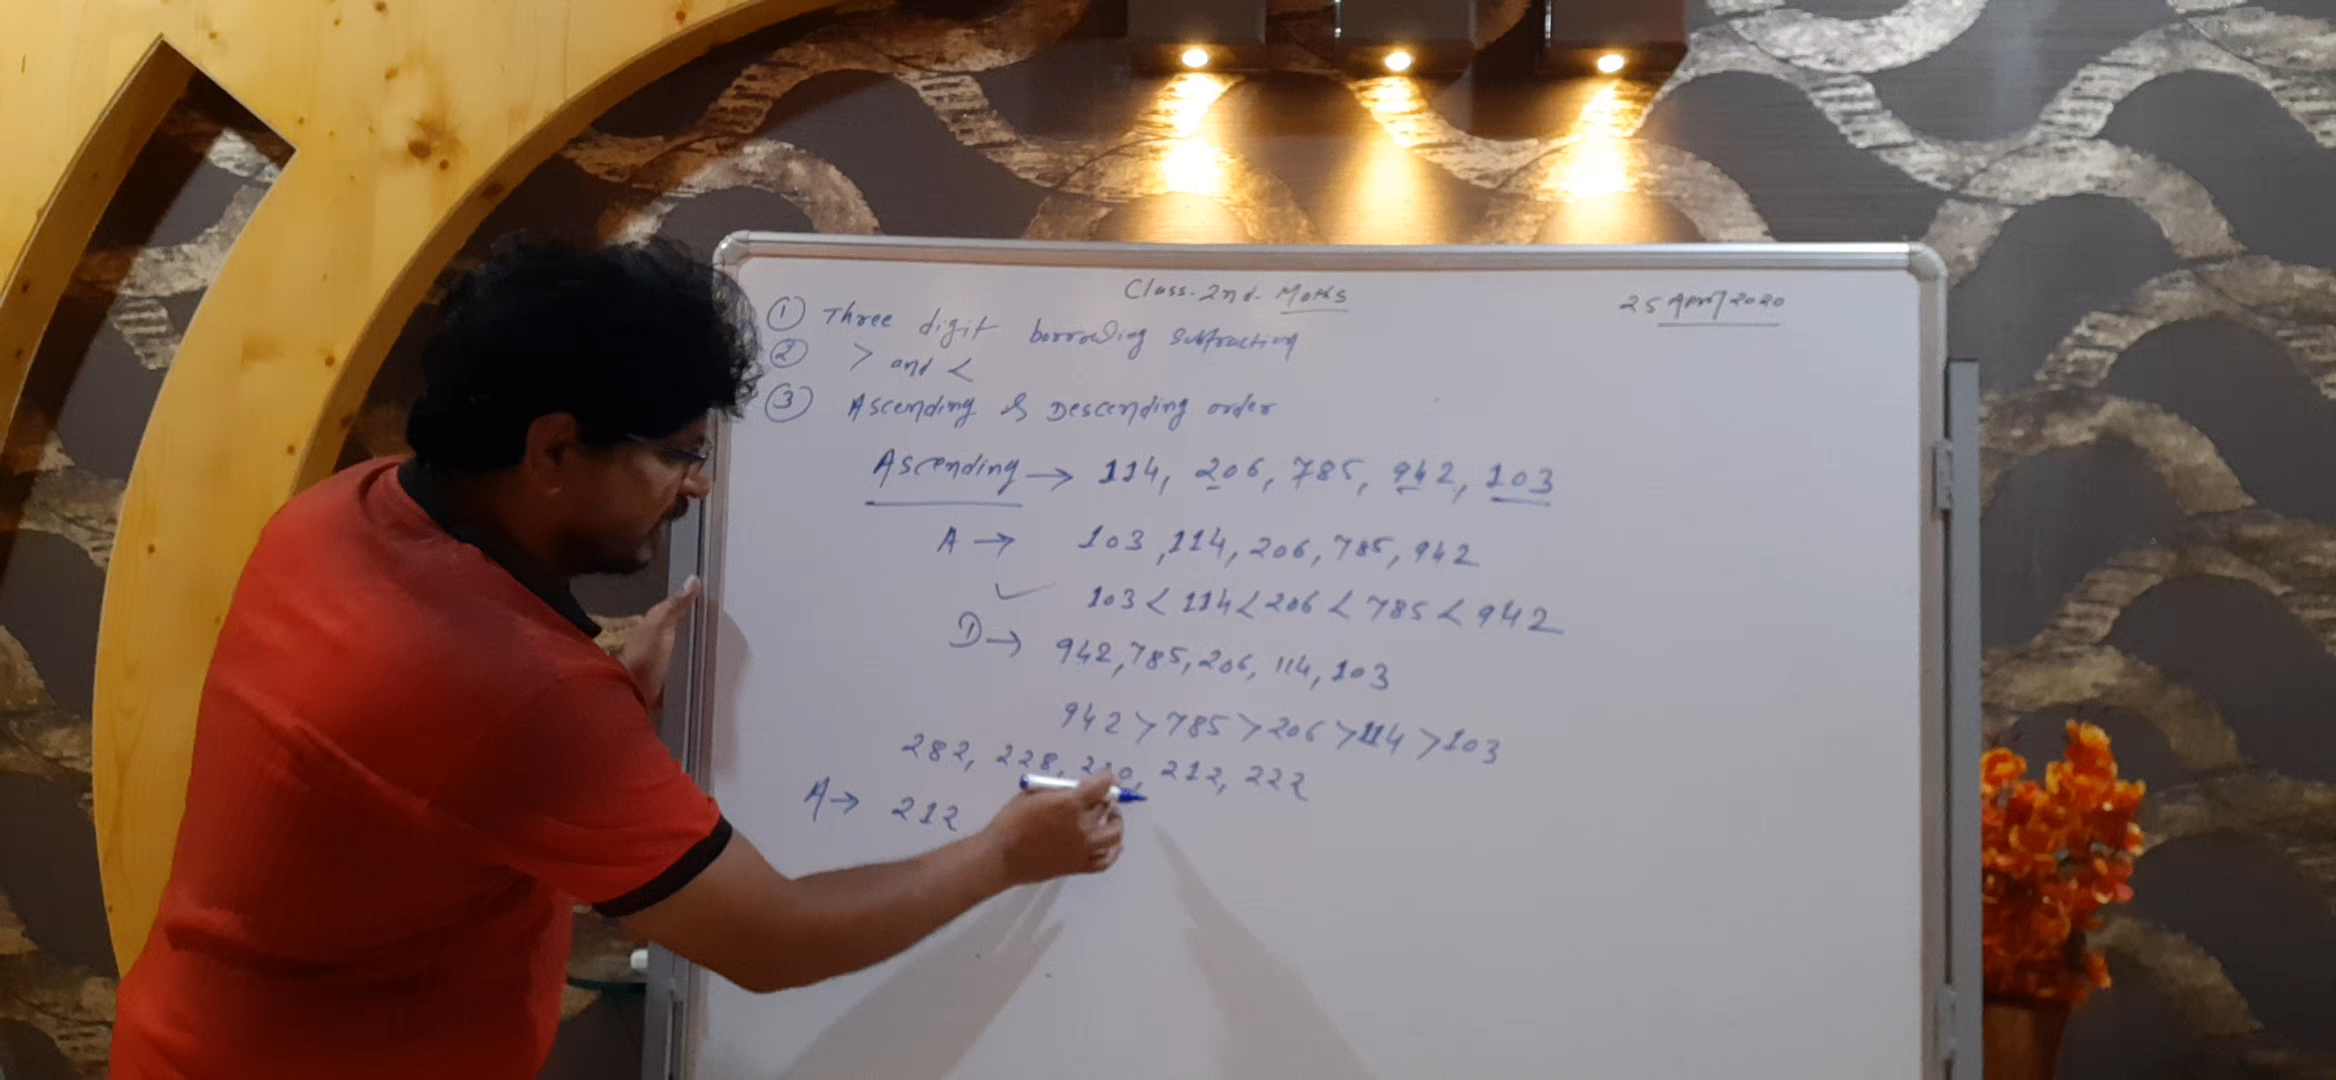 Class-2nd-Maths
25 April 2020
① Three digit borrowing Subtracting
② > and <
③ Ascending & Descending order
Ascending → 114, 206, 785, 942, 103
A → 103, 114, 206, 785, 942
✓ 103 < 114 < 206 < 785 < 942
D → 942, 785, 206, 114, 103
942 > 785 > 206 > 114 > 103
282, 228, 212, 222
A → 212